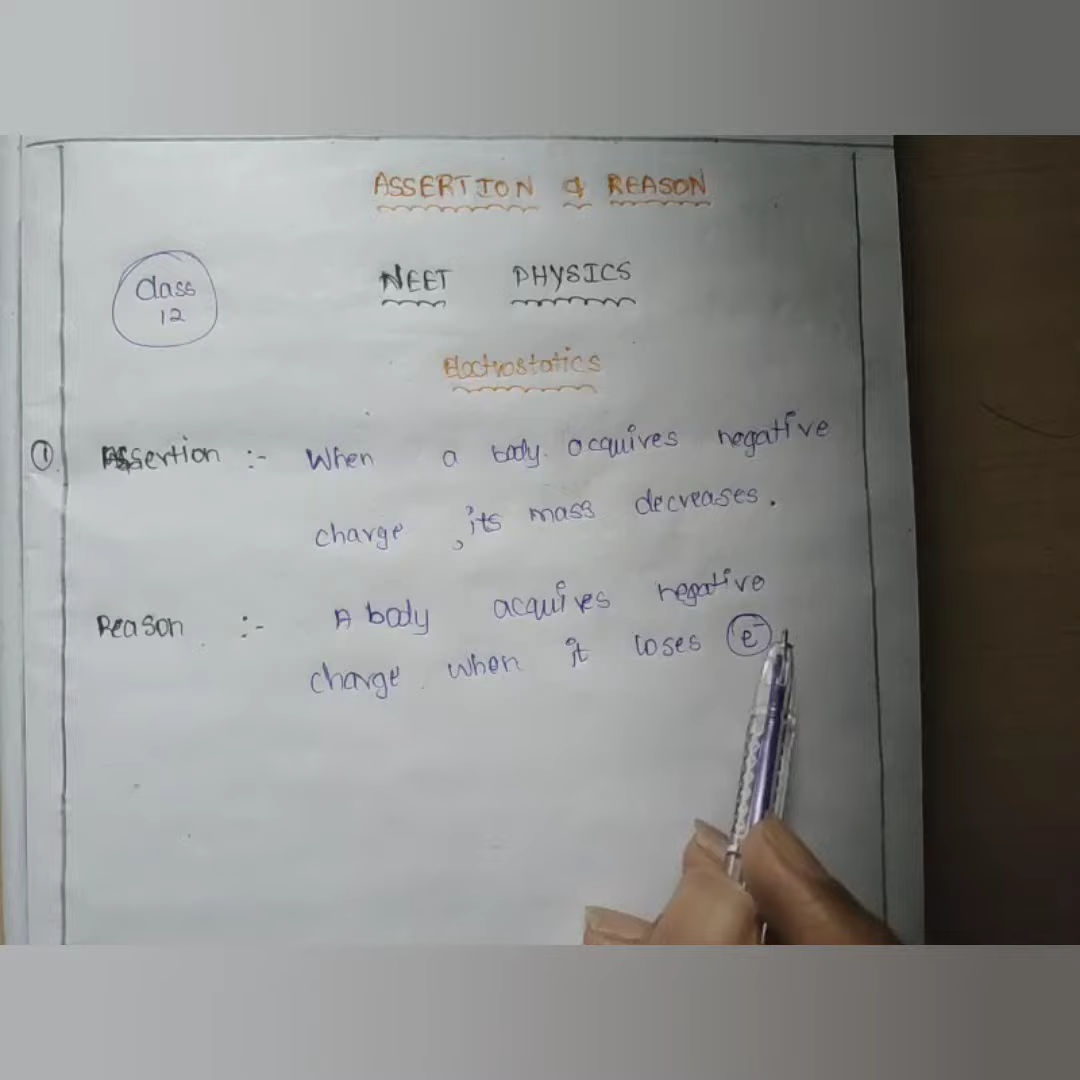 ASSERTION & REASON
NEET PHYSICS
Class
12
Electrostatics
① Assertion :- When a body acquires negative
charge, its mass decreases.
Reason :- A body acquires negative
charge when it loses e⁻